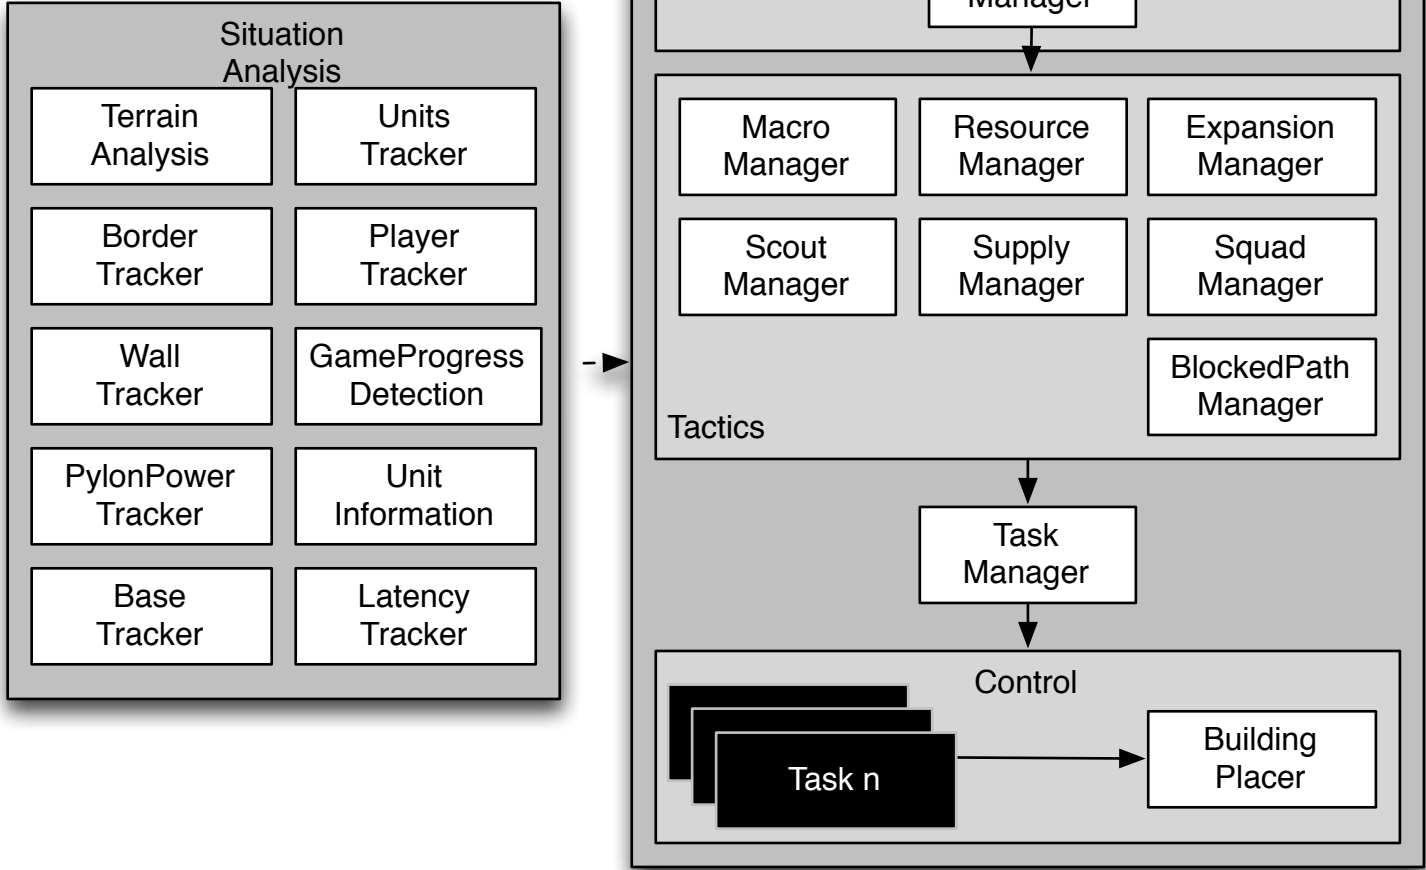 Situation
Analysis
Terrain
Analysis
Units
Tracker
Border
Tracker
Player
Tracker
Wall
Tracker
GameProgress
Detection
PylonPower
Tracker
Unit
Information
Base
Tracker
Latency
Tracker
Manager
Macro
Manager
Resource
Manager
Expansion
Manager
Scout
Manager
Supply
Manager
Squad
Manager
BlockedPath
Manager
Tactics
Task
Manager
Control
Task n
Building
Placer